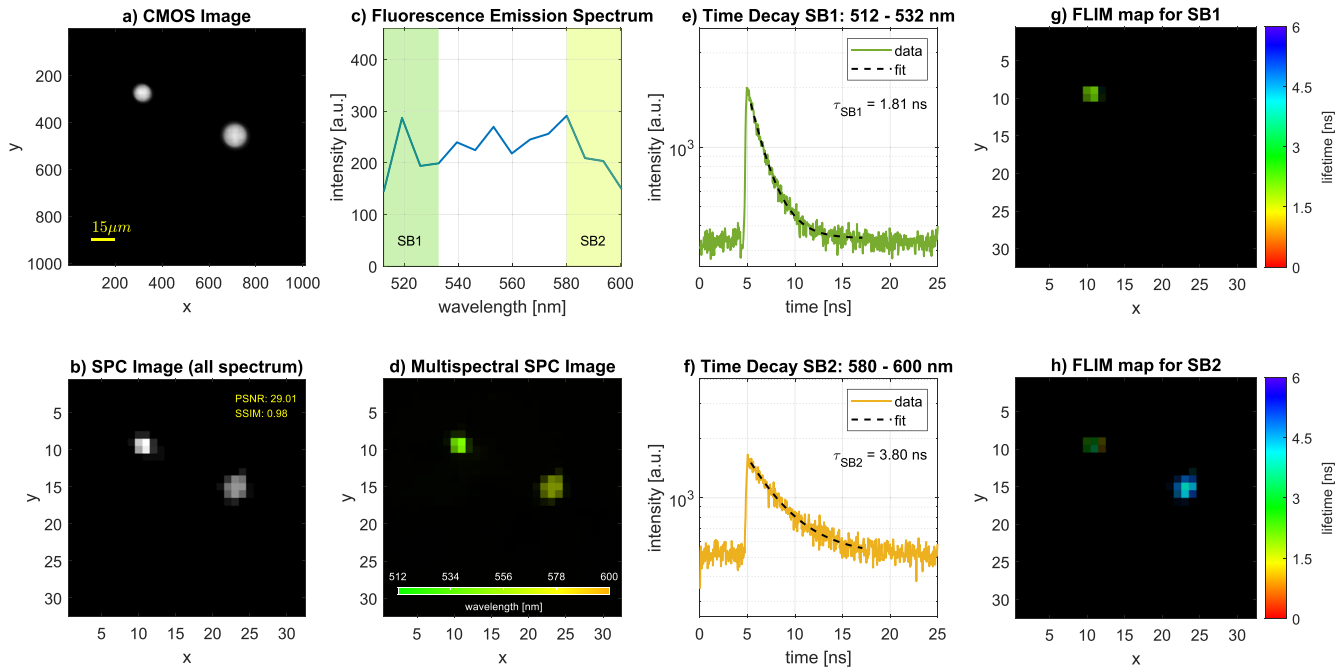 a) CMOS Image
200
400
600
800
1000
y
15μm
200 400 600 800 1000
x
c) Fluorescence Emission Spectrum
400
300
200
100
0
intensity [a.u.]
SB1
SB2
520 540 560 580 600
wavelength [nm]
e) Time Decay SB1: 512 - 532 nm
data
fit
τSB1 = 1.81 ns
10³
intensity [a.u.]
0 5 10 15 20 25
time [ns]
g) FLIM map for SB1
5
10
15
20
25
30
y
5 10 15 20 25 30
x
6
4.5
3
1.5
0
lifetime [ns]
b) SPC Image (all spectrum)
PSNR: 29.01
SSIM: 0.98
5
10
15
20
25
30
y
5 10 15 20 25 30
x
d) Multispectral SPC Image
5
10
15
20
25
30
y
512 534 556 578 600
wavelength [nm]
5 10 15 20 25 30
x
f) Time Decay SB2: 580 - 600 nm
data
fit
τSB2 = 3.80 ns
10³
intensity [a.u.]
0 5 10 15 20 25
time [ns]
h) FLIM map for SB2
5
10
15
20
25
30
y
5 10 15 20 25 30
x
6
4.5
3
1.5
0
lifetime [ns]